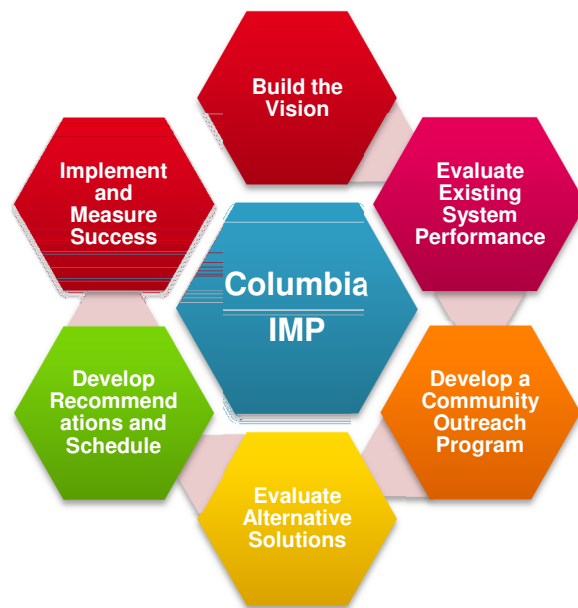 Build the
Vision
Evaluate
Existing
System
Performance
Develop a
Community
Outreach
Program
Evaluate
Alternative
Solutions
Develop
Recommend
ations and
Schedule
Implement
and
Measure
Success
Columbia
IMP